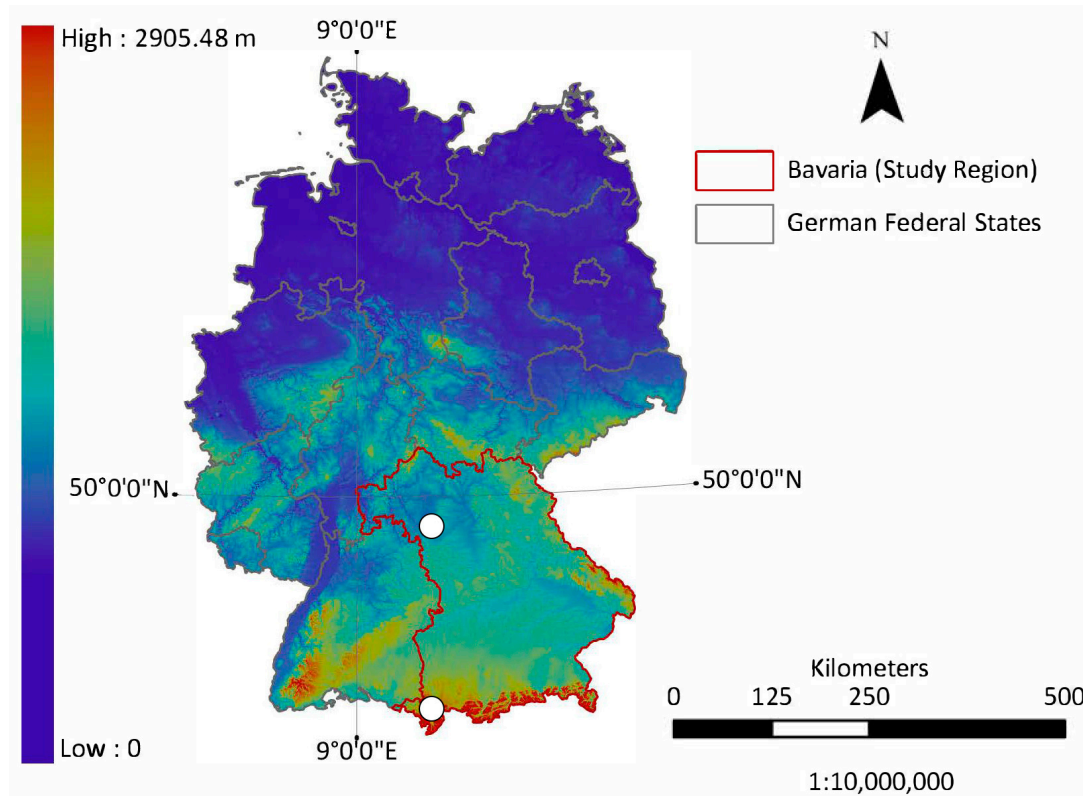 High : 2905.48 m
9°0'0"E
N
Bavaria (Study Region)
German Federal States
50°0'0"N
50°0'0"N
Kilometers
0 125 250 500
Low : 0
9°0'0"E
1:10,000,000